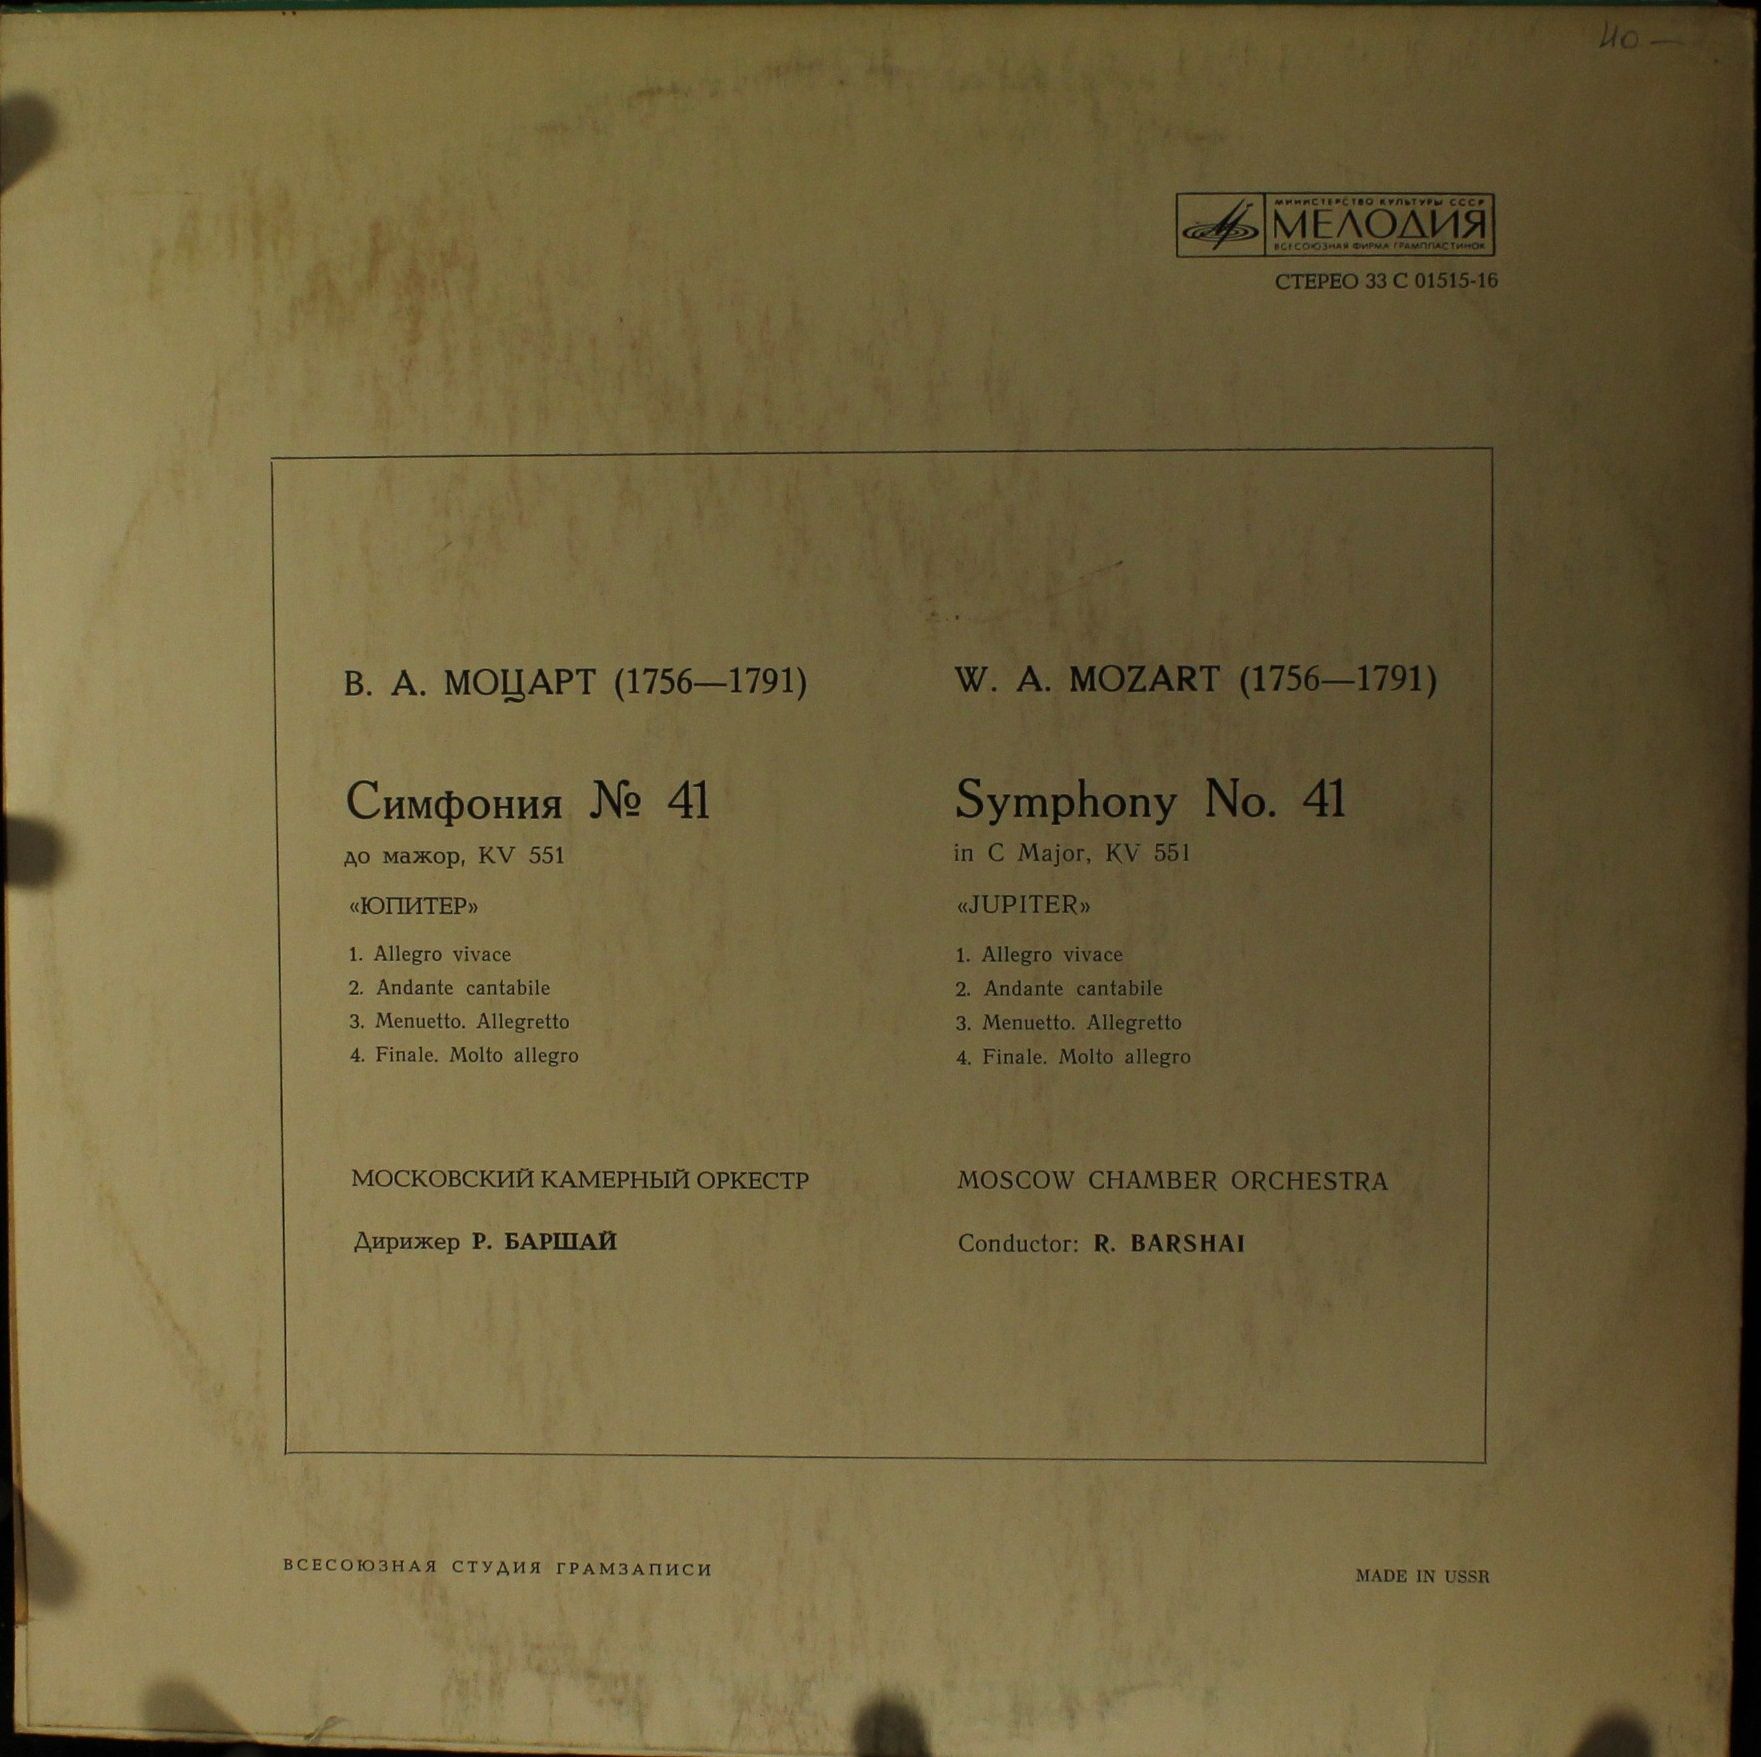 40 —
МИНИСТЕРСТВО КУЛЬТУРЫ СССР
МЕЛОДИЯ
ВСЕСОЮЗНАЯ ФИРМА ГРАМПЛАСТИНОК
СТЕРЕО 33 С 01515-16
В. А. МОЦАРТ (1756—1791)
Симфония № 41
до мажор, KV 551
«ЮПИТЕР»
1. Allegro vivace
2. Andante cantabile
3. Menuetto. Allegretto
4. Finale. Molto allegro
МОСКОВСКИЙ КАМЕРНЫЙ ОРКЕСТР
Дирижер Р. БАРШАЙ
W. A. MOZART (1756—1791)
Symphony No. 41
in C Major, KV 551
«JUPITER»
1. Allegro vivace
2. Andante cantabile
3. Menuetto. Allegretto
4. Finale. Molto allegro
MOSCOW CHAMBER ORCHESTRA
Conductor: R. BARSHAI
ВСЕСОЮЗНАЯ СТУДИЯ ГРАМЗАПИСИ
MADE IN USSR